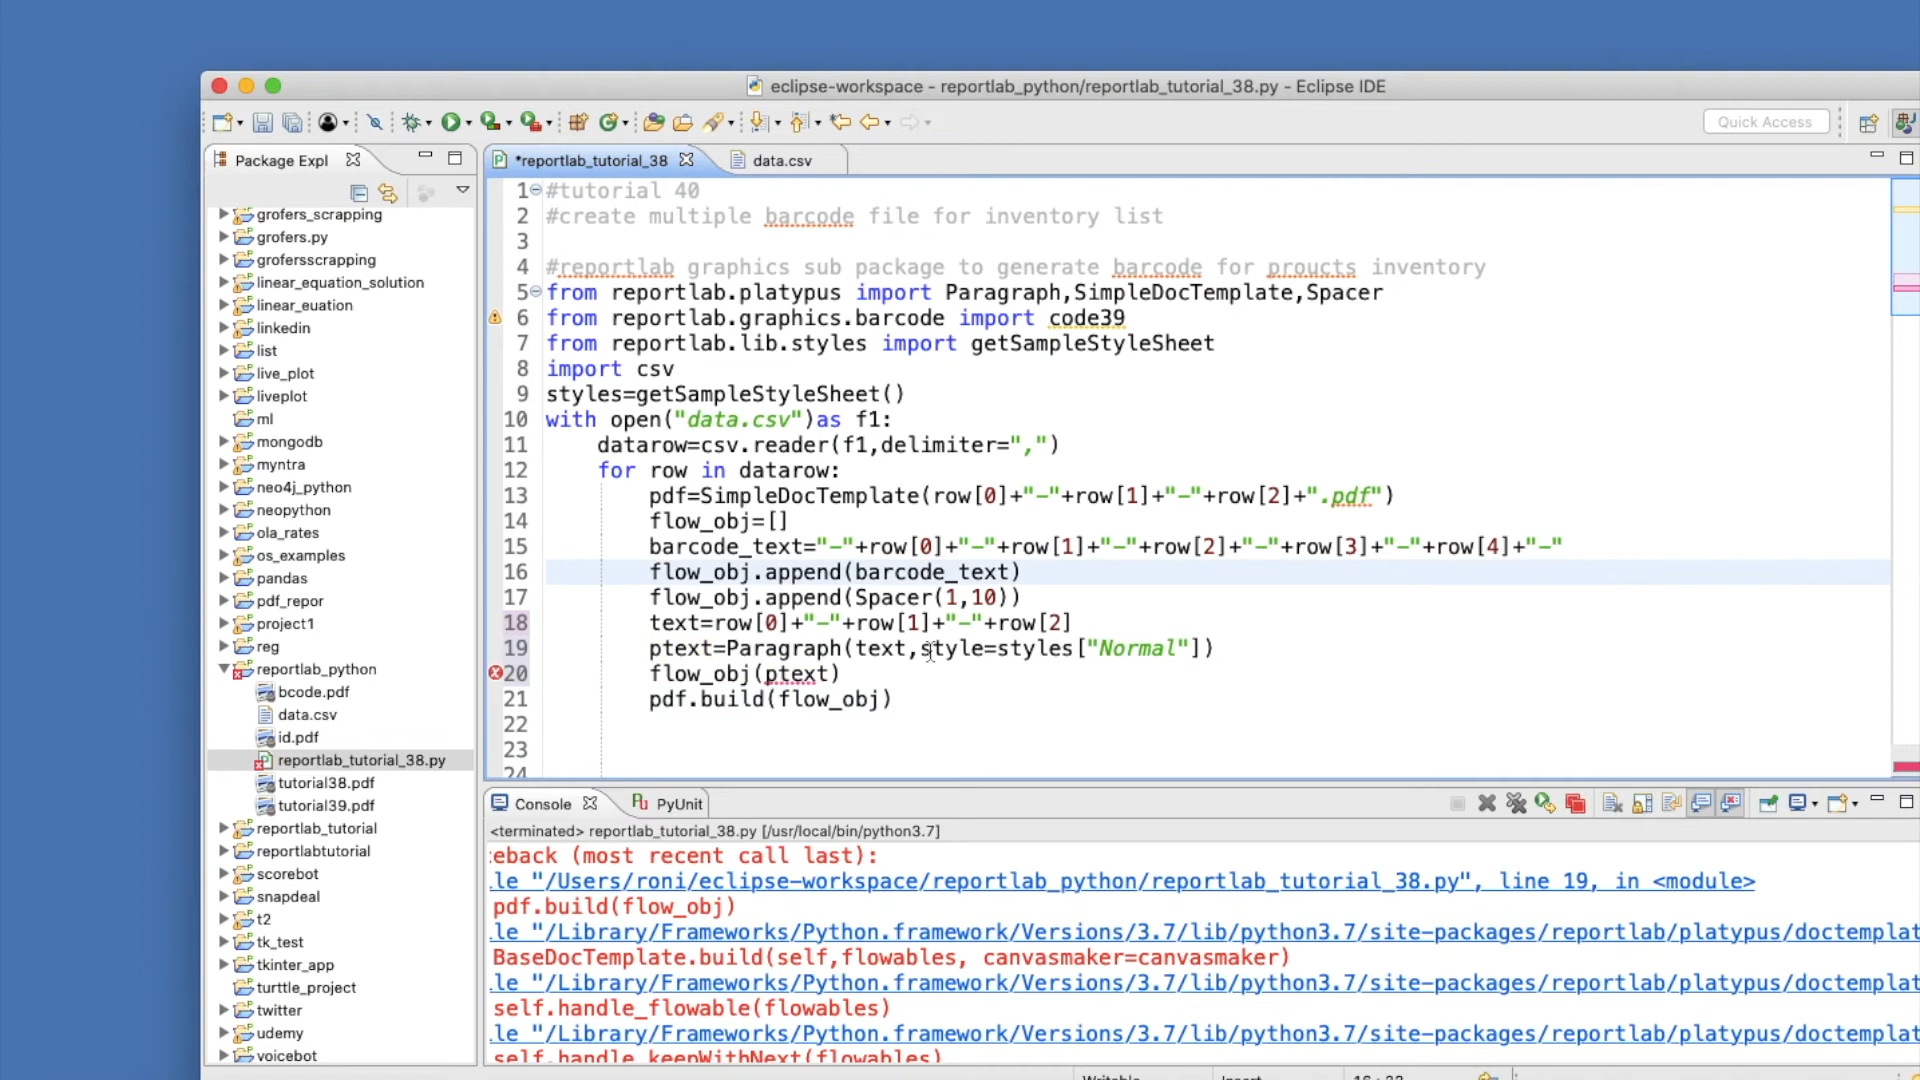 eclipse-workspace - reportlab_python/reportlab_tutorial_38.py - Eclipse IDE
Quick Access
Package Expl
*reportlab_tutorial_38
data.csv
grofers_scrapping
grofers.py
grofersscrapping
linear_equation_solution
linear_euation
linkedin
list
live_plot
liveplot
ml
mongodb
myntra
neo4j_python
neopython
ola_rates
os_examples
pandas
pdf_repor
project1
reg
reportlab_python
bcode.pdf
data.csv
id.pdf
reportlab_tutorial_38.py
tutorial38.pdf
tutorial39.pdf
reportlab_tutorial
reportlabtutorial
scorebot
snapdeal
t2
tk_test
tkinter_app
turttle_project
twitter
udemy
voicebot
1 #tutorial 40
2 #create multiple barcode file for inventory list
3
4 #reportlab graphics sub package to generate barcode for proucts inventory
5 from reportlab.platypus import Paragraph,SimpleDocTemplate,Spacer
6 from reportlab.graphics.barcode import code39
7 from reportlab.lib.styles import getSampleStyleSheet
8 import csv
9 styles=getSampleStyleSheet()
10 with open("data.csv")as f1:
11 datarow=csv.reader(f1,delimiter=",")
12 for row in datarow:
13 pdf=SimpleDocTemplate(row[0]+"-"+row[1]+"-"+row[2]+".pdf")
14 flow_obj=[]
15 barcode_text="-"+row[0]+"-"+row[1]+"-"+row[2]+"-"+row[3]+"-"+row[4]+"-"
16 flow_obj.append(barcode_text)
17 flow_obj.append(Spacer(1,10))
18 text=row[0]+"-"+row[1]+"-"+row[2]
19 ptext=Paragraph(text,style=styles["Normal"])
20 flow_obj(ptext)
21 pdf.build(flow_obj)
22
23
24
Console
PyUnit
<terminated> reportlab_tutorial_38.py [/usr/local/bin/python3.7]
eback (most recent call last):
le "/Users/roni/eclipse-workspace/reportlab_python/reportlab_tutorial_38.py", line 19, in <module>
pdf.build(flow_obj)
le "/Library/Frameworks/Python.framework/Versions/3.7/lib/python3.7/site-packages/reportlab/platypus/doctemplat
BaseDocTemplate.build(self,flowables, canvasmaker=canvasmaker)
le "/Library/Frameworks/Python.framework/Versions/3.7/lib/python3.7/site-packages/reportlab/platypus/doctemplat
self.handle_flowable(flowables)
le "/Library/Frameworks/Python.framework/Versions/3.7/lib/python3.7/site-packages/reportlab/platypus/doctemplat
self.handle_keepWithNext(flowables)